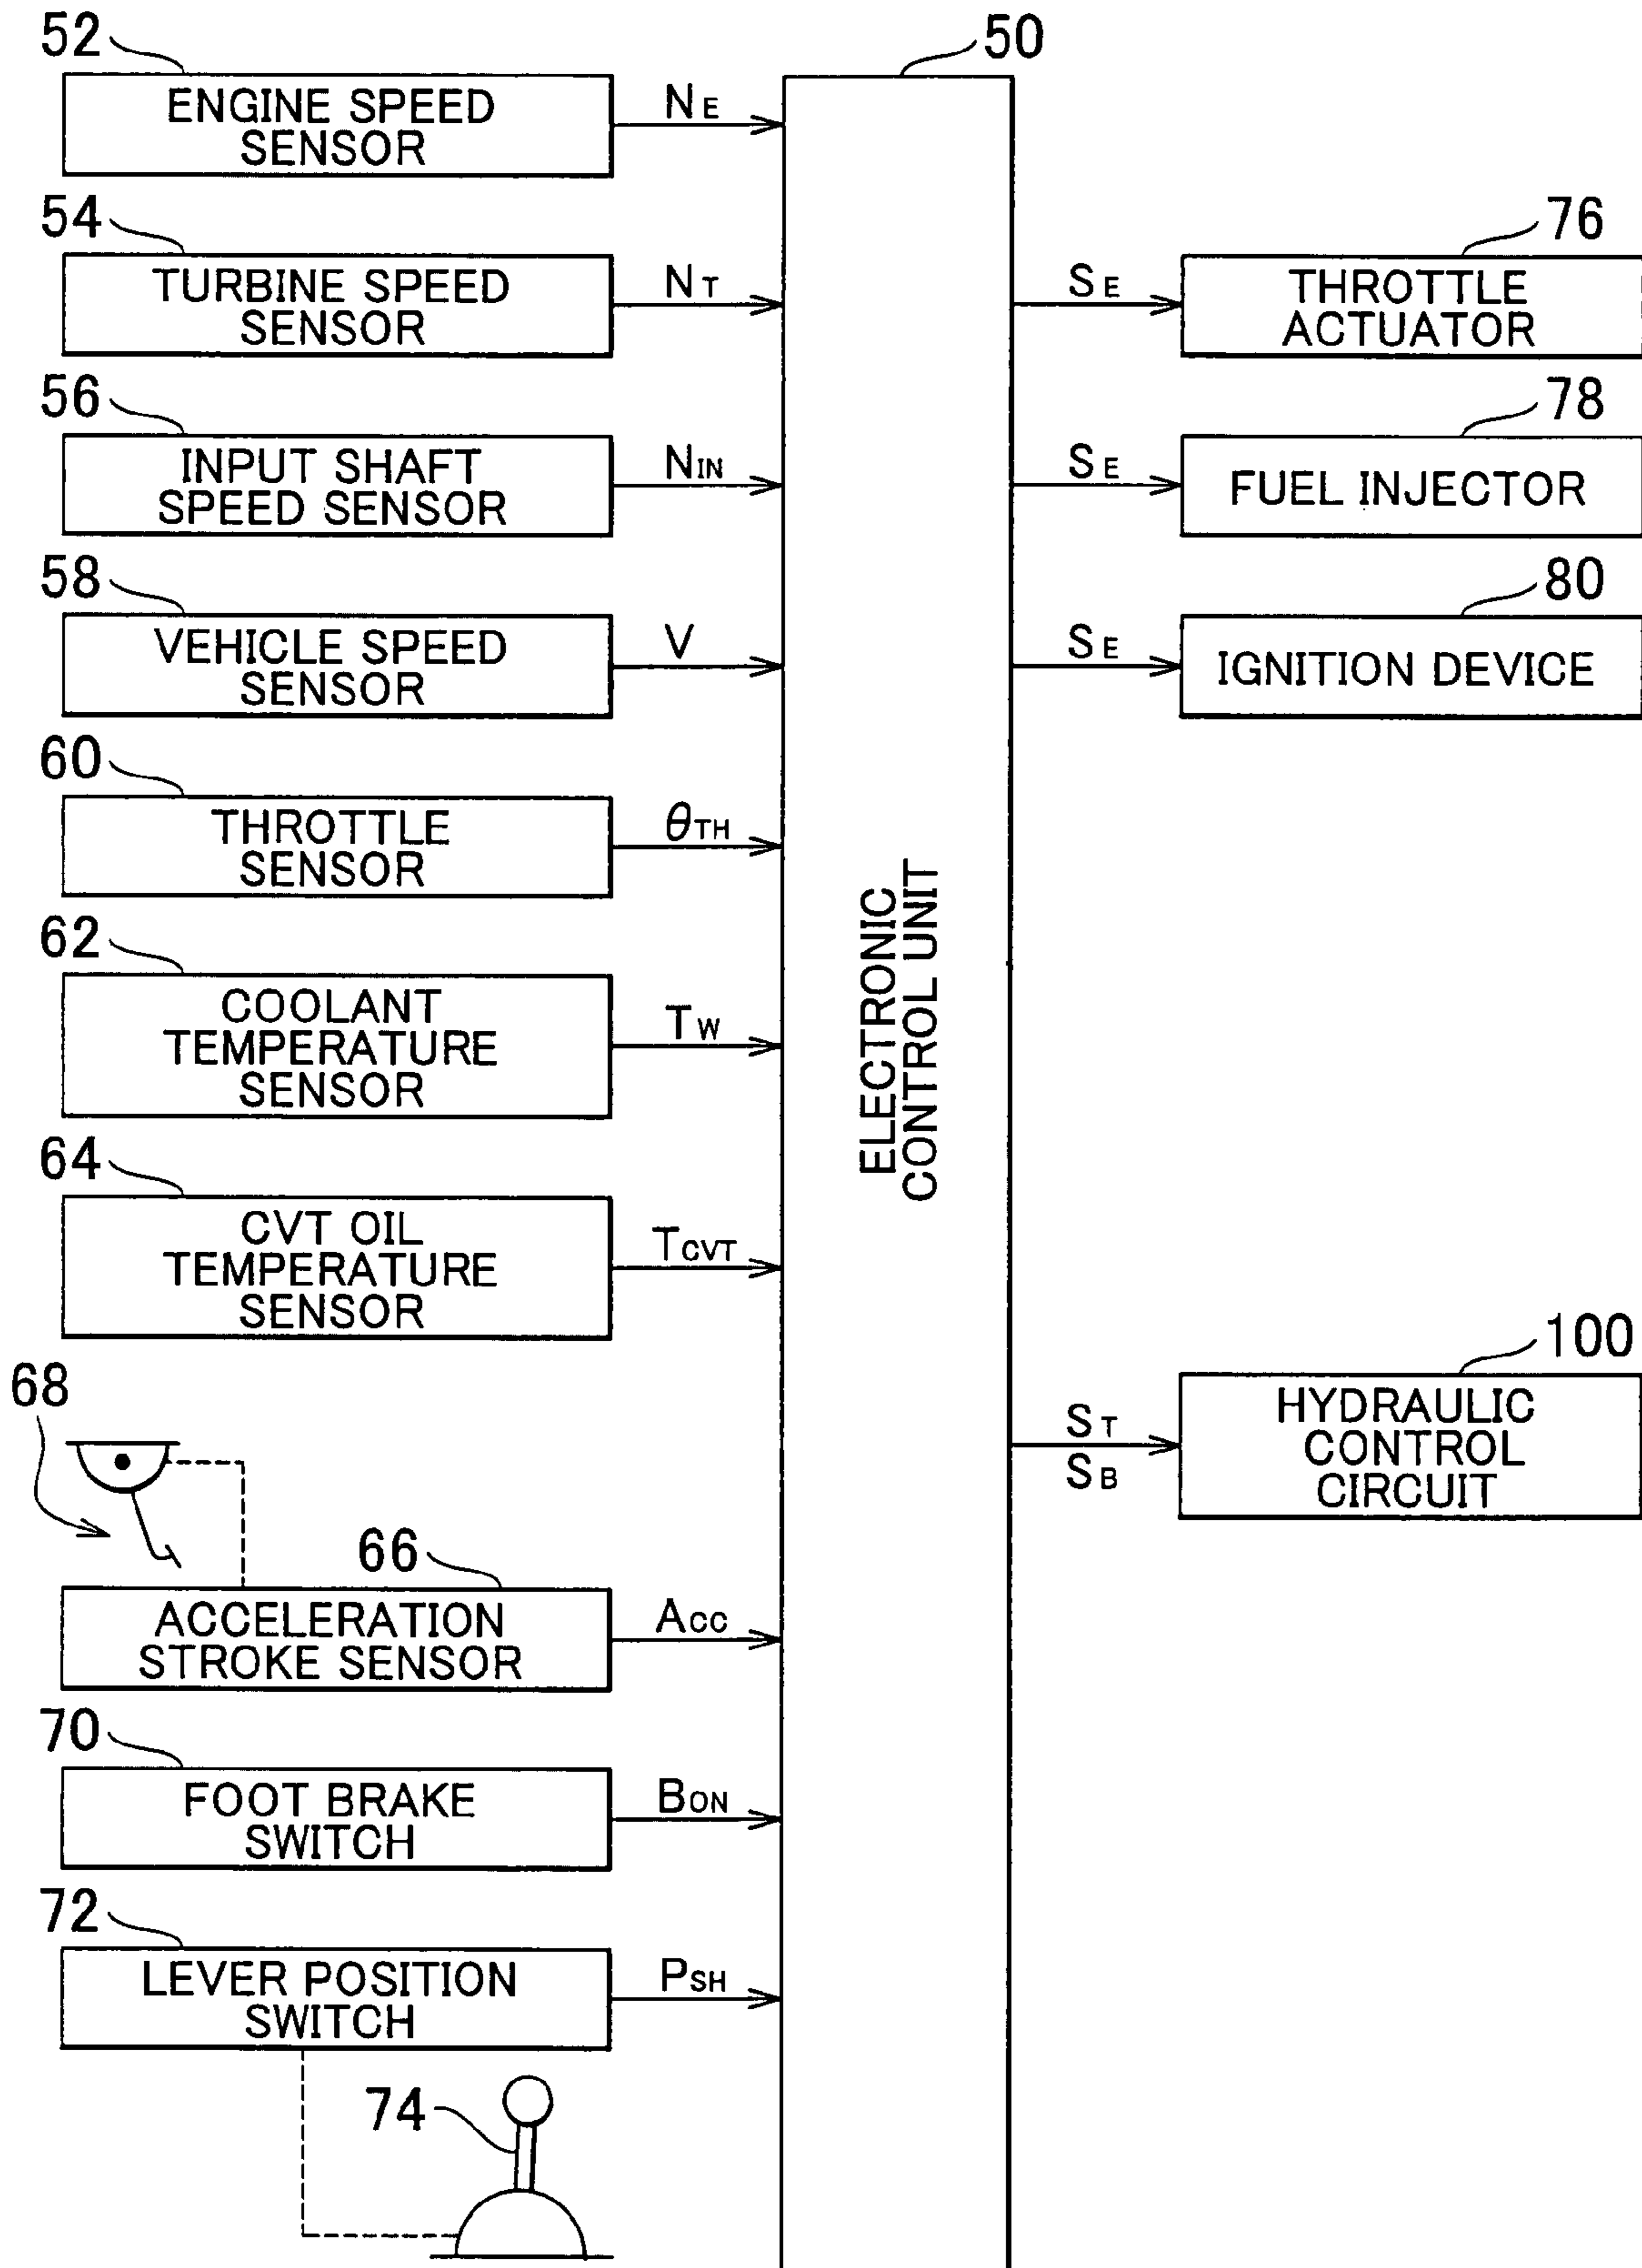 52
ENGINE SPEED
SENSOR
NE
54
TURBINE SPEED
SENSOR
NT
56
INPUT SHAFT
SPEED SENSOR
NIN
58
VEHICLE SPEED
SENSOR
V
60
THROTTLE
SENSOR
θTH
62
COOLANT
TEMPERATURE
SENSOR
TW
64
CVT OIL
TEMPERATURE
SENSOR
TCVT
68
66
ACCELERATION
STROKE SENSOR
ACC
70
FOOT BRAKE
SWITCH
BON
72
LEVER POSITION
SWITCH
PSH
74
50
ELECTRONIC
CONTROL UNIT
76
SE
THROTTLE
ACTUATOR
78
SE
FUEL INJECTOR
80
SE
IGNITION DEVICE
100
ST
SB
HYDRAULIC
CONTROL
CIRCUIT